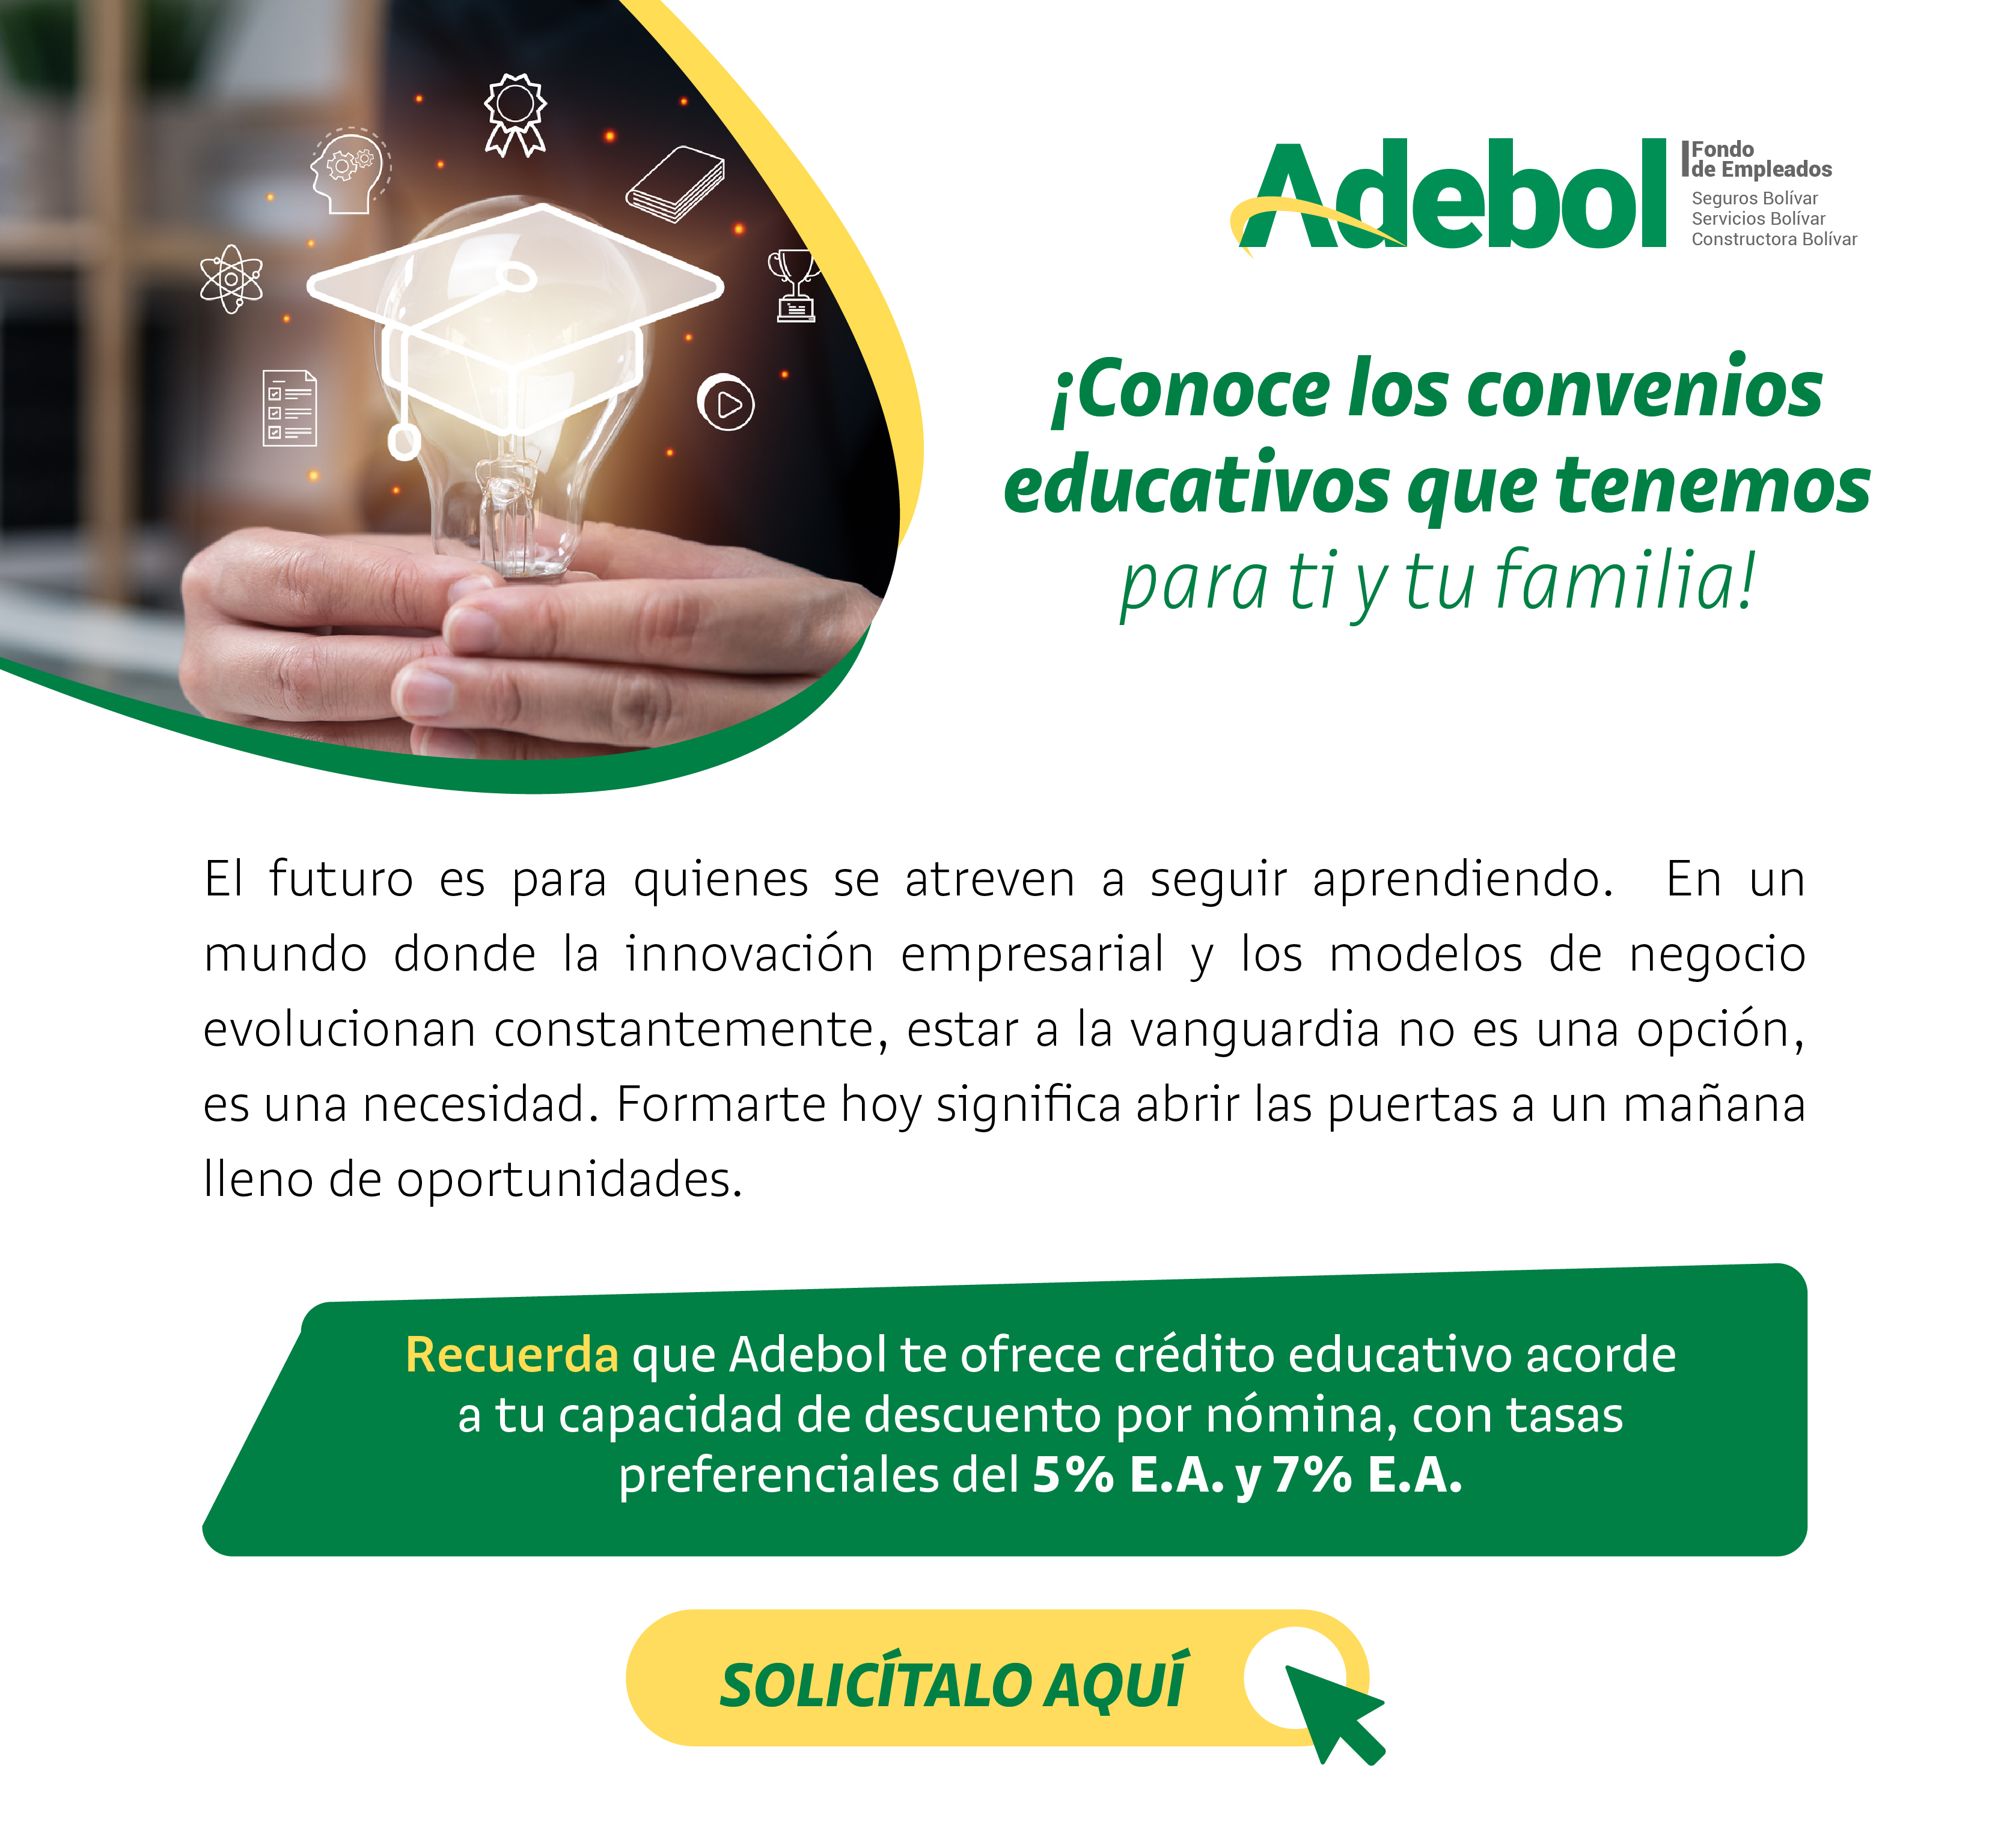 Adebol
Fondo
de Empleados
Seguros Bolívar
Servicios Bolívar
Constructora Bolívar
¡Conoce los convenios
educativos que tenemos
para ti y tu familia!
El futuro es para quienes se atreven a seguir aprendiendo. En un
mundo donde la innovación empresarial y los modelos de negocio
evolucionan constantemente, estar a la vanguardia no es una opción,
es una necesidad. Formarte hoy significa abrir las puertas a un mañana
lleno de oportunidades.
Recuerda que Adebol te ofrece crédito educativo acorde
a tu capacidad de descuento por nómina, con tasas
preferenciales del 5% E.A. y 7% E.A.
SOLICÍTALO AQUÍ